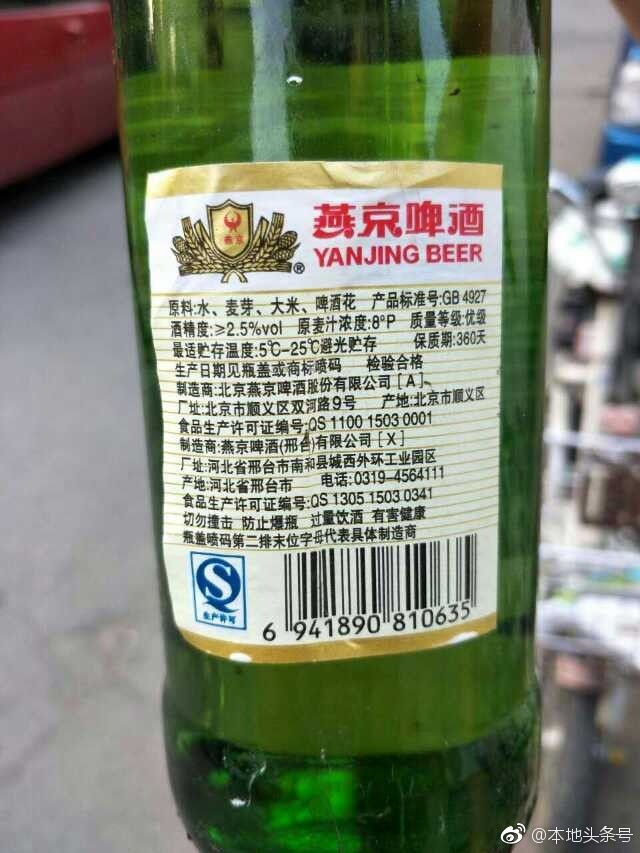 燕京
燕京啤酒
®
YANJING BEER
原料:水、麦芽、大米、啤酒花 产品标准号:GB 4927
酒精度:≥2.5%vol 原麦汁浓度:8°P 质量等级:优级
最适贮存温度:5℃-25℃避光贮存 保质期:360天
生产日期见瓶盖或商标喷码 检验合格
制造商:北京燕京啤酒股份有限公司[A]
厂址:北京市顺义区双河路9号 产地:北京市顺义区
食品生产许可证编号:QS 1100 1503 0001
制造商:燕京啤酒(邢台)有限公司[X]
厂址:河北省邢台市南和县城西外环工业园区
产地:河北省邢台市 电话:0319-4564111
食品生产许可证编号:QS 1305 1503 0341
切勿撞击 防止爆瓶 过量饮酒 有害健康
瓶盖喷码第二排末位字母代表具体制造商
生产许可
6 941890 810635
@本地头条号